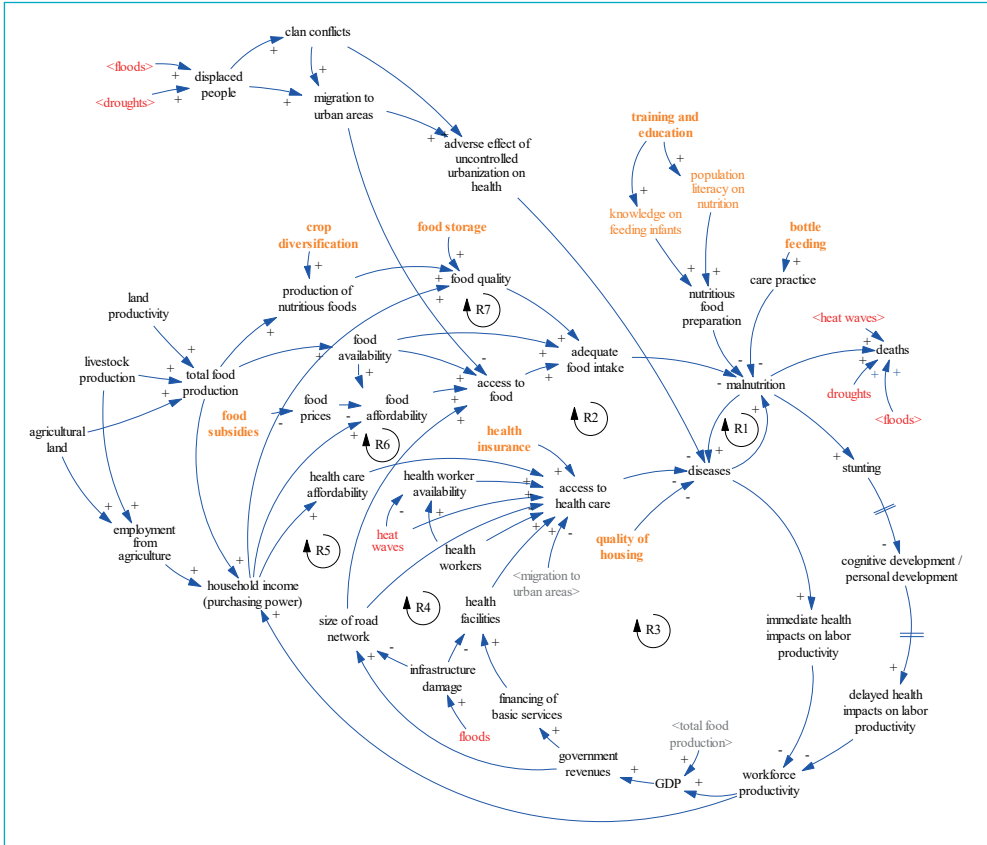 clan conflicts
<floods>
displaced
people
<droughts>
migration to
urban areas
adverse effect of
uncontrolled
urbanization on
health
training and
education
population
literacy on
nutrition
knowledge on
feeding infants
bottle
feeding
crop
diversification
food storage
food quality
care practice
production of
nutritious foods
nutritious
food
preparation
land
productivity
R7
<heat waves>
deaths
livestock
production
total food
production
food
availability
adequate
food intake
access to
food
malnutrition
droughts
<floods>
food
subsidies
food
prices
food
affordability
R6
R2
R1
agricultural
land
health
insurance
health care
affordability
health worker
availability
access to
health care
diseases
stunting
employment
from
agriculture
R5
heat
waves
health
workers
quality of
housing
cognitive development /
personal development
household income
(purchasing power)
<migration to
urban areas>
size of road
network
R4
health
facilities
R3
immediate health
impacts on labor
productivity
infrastructure
damage
financing of
basic services
delayed health
impacts on labor
productivity
floods
<total food
production>
government
revenues
GDP
workforce
productivity